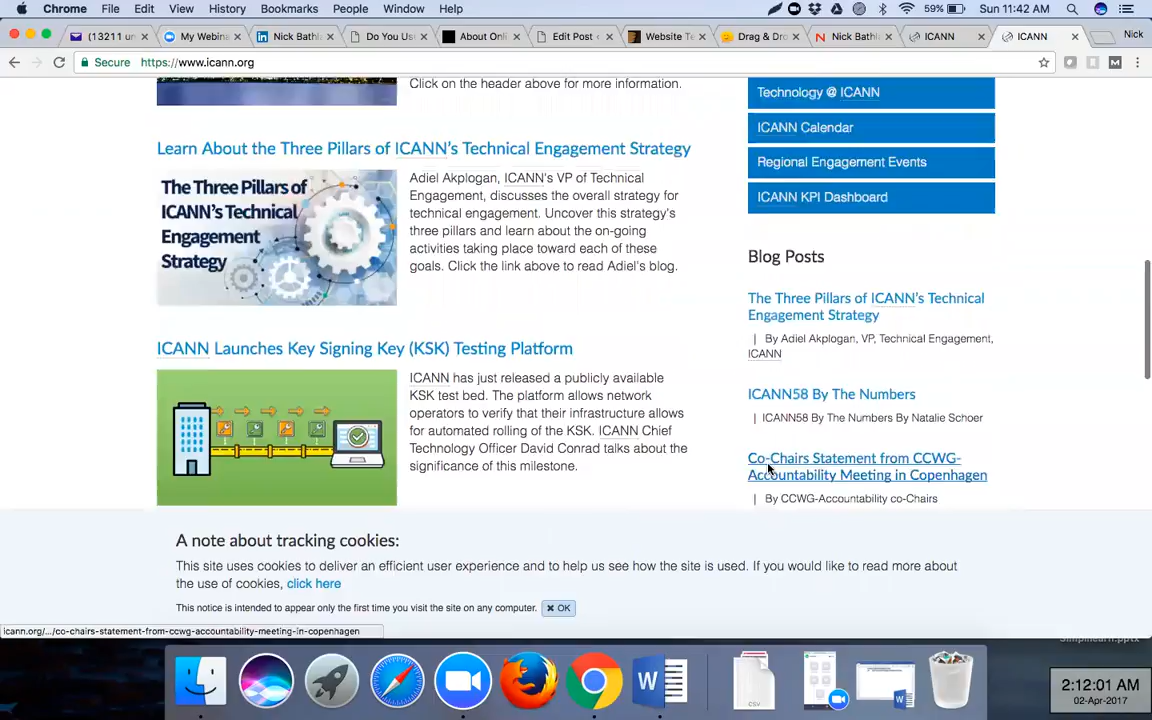 Chrome File Edit View History Bookmarks People Window Help 59% Sun 11:42 AM
(13211 un My Webina LinkedIn Nick Bathi Do You Us About Onli Edit Post Website Te Drag & Dro Nick Bathi ICANN ICANN Nick
Secure https://www.icann.org
Click on the header above for more information.
Technology @ ICANN
ICANN Calendar
Regional Engagement Events
ICANN KPI Dashboard
Learn About the Three Pillars of ICANN's Technical Engagement Strategy
The Three Pillars of
ICANN's Technical
Engagement
Strategy
Adiel Akplogan, ICANN's VP of Technical
Engagement, discusses the overall strategy for
technical engagement. Uncover this strategy's
three pillars and learn about the on-going
activities taking place toward each of these
goals. Click the link above to read Adiel's blog.
Blog Posts
The Three Pillars of ICANN's Technical
Engagement Strategy
| By Adiel Akplogan, VP, Technical Engagement,
ICANN
ICANN58 By The Numbers
| ICANN58 By The Numbers By Natalie Schoer
Co-Chairs Statement from CCWG-
Accountability Meeting in Copenhagen
| By CCWG-Accountability co-Chairs
ICANN Launches Key Signing Key (KSK) Testing Platform
ICANN has just released a publicly available
KSK test bed. The platform allows network
operators to verify that their infrastructure allows
for automated rolling of the KSK. ICANN Chief
Technology Officer David Conrad talks about the
significance of this milestone.
A note about tracking cookies:
This site uses cookies to deliver an efficient user experience and to help us see how the site is used. If you would like to read more about
the use of cookies, click here
This notice is intended to appear only the first time you visit the site on any computer. ✖ OK
icann.org/.../co-chairs-statement-from-ccwg-accountability-meeting-in-copenhagen
W
CSV
2:12:01 AM
02-Apr-2017